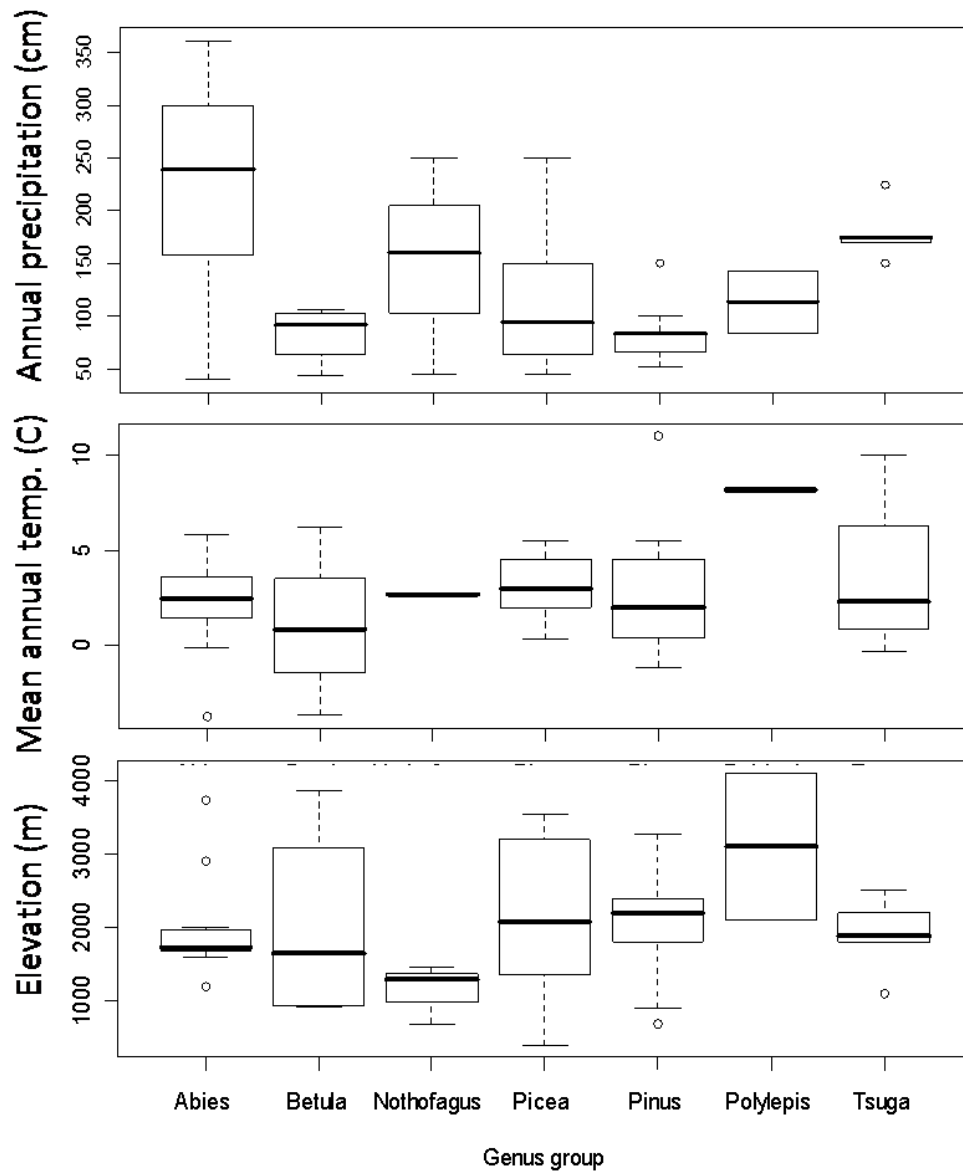 Annual precipitation (cm)
350
300
250
200
150
100
50
Mean annual temp. (C)
10
5
0
Elevation (m)
4000
3000
2000
1000
Abies Betula Nothofagus Picea Pinus Polylepis Tsuga
Genus group